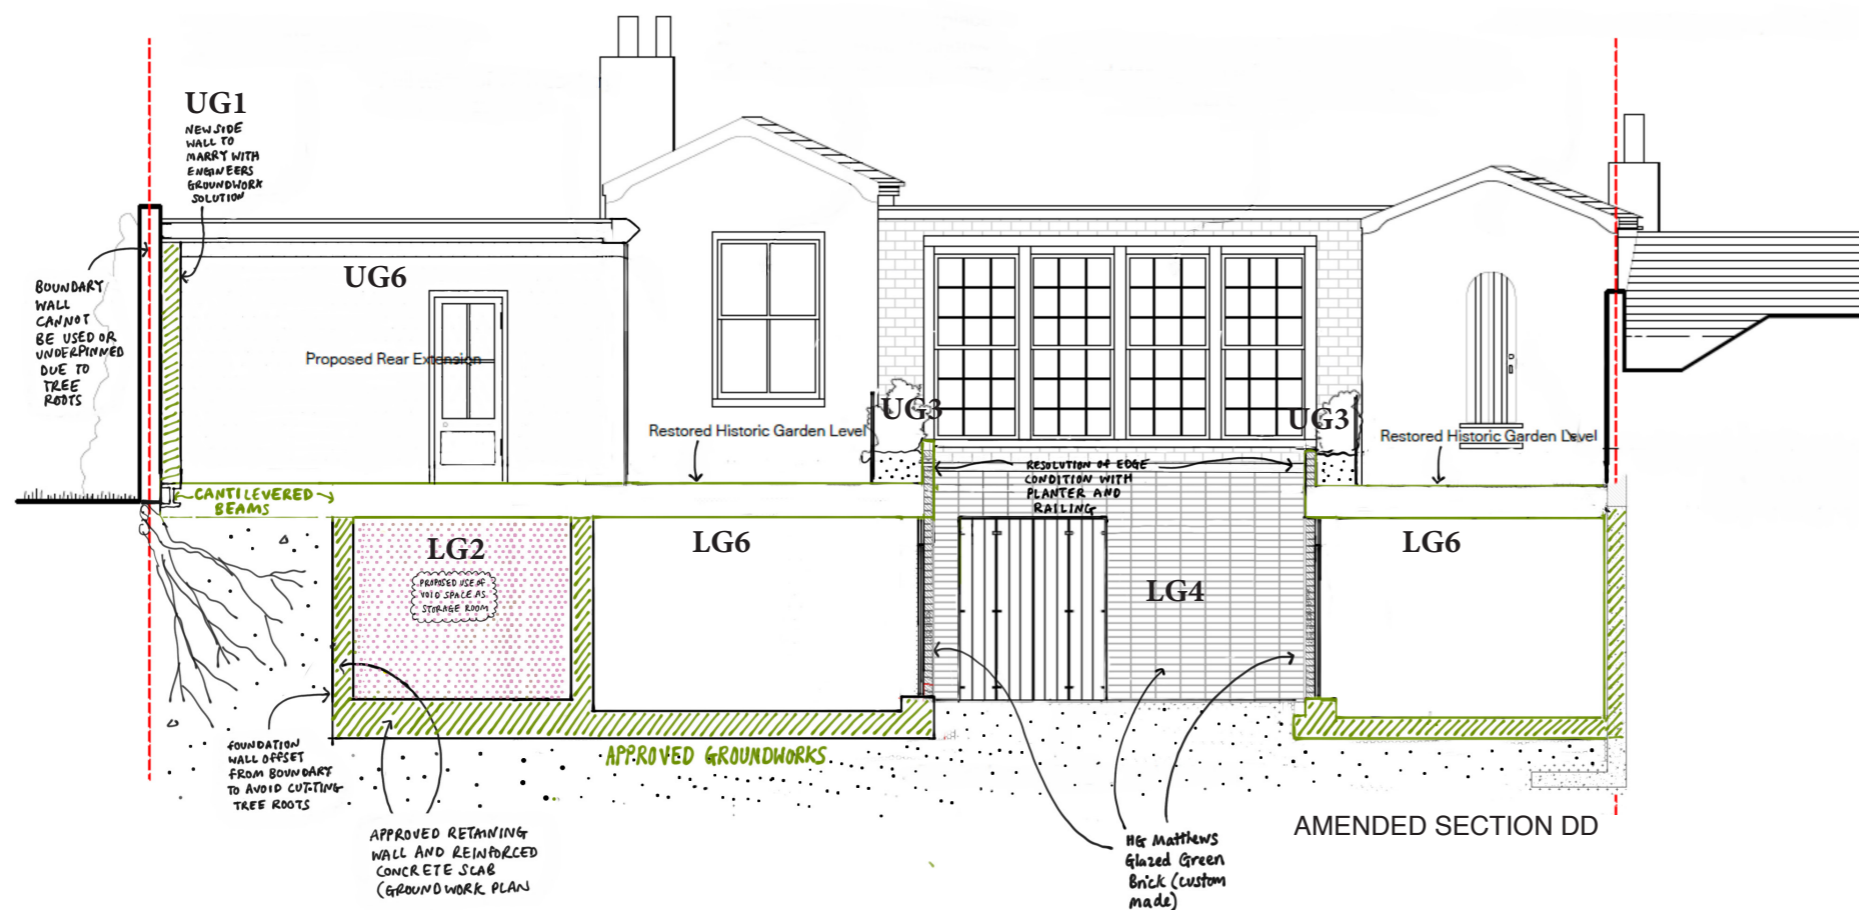 UG1
NEW SIDE
WALL TO
MARRY WITH
ENGINEERS
GROUNDWORK
SOLUTION
BOUNDARY
WALL
CANNOT
BE USED OR
UNDERPINNED
DUE TO
TREE
ROOTS
UG6
Proposed Rear Extension
Restored Historic Garden Level
UG3
UG3
Restored Historic Garden Level
RESOLUTION OF EDGE
CONDITION WITH
PLANTER AND
RAILING
CANTILEVERED
BEAMS
LG2
PROPOSED USE OF
VOID SPACE AS
STORAGE ROOM
LG6
LG4
LG6
FOUNDATION
WALL OFFSET
FROM BOUNDARY
TO AVOID CUTTING
TREE ROOTS
APPROVED GROUNDWORKS
APPROVED RETAINING
WALL AND REINFORCED
CONCRETE SLAB
(GROUNDWORK PLAN
HG Matthews
Glazed Green
Brick (custom
made)
AMENDED SECTION DD